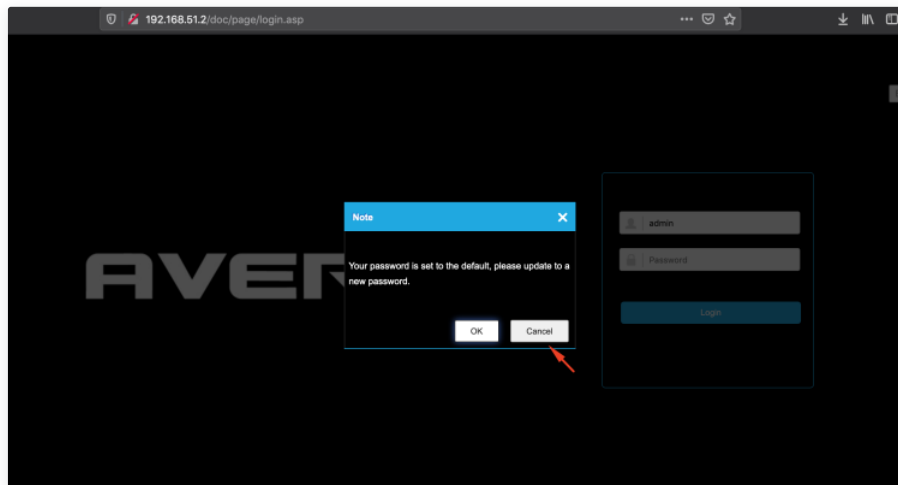 192.168.51.2/doc/page/login.asp
Note
admin
AVER
Your password is set to the default, please update to a
new password.
Password
Login
OK
Cancel